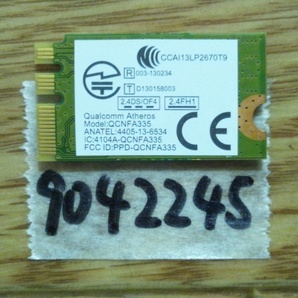 CCAI13LP2670T9
R 003-130234
T D130158003
2.4DS/OF4 2.4FH1
Qualcomm Atheros
Model:QCNFA335
ANATEL:4405-13-6534
IC:4104A-QCNFA335
FCC ID:PPD-QCNFA335
9042245